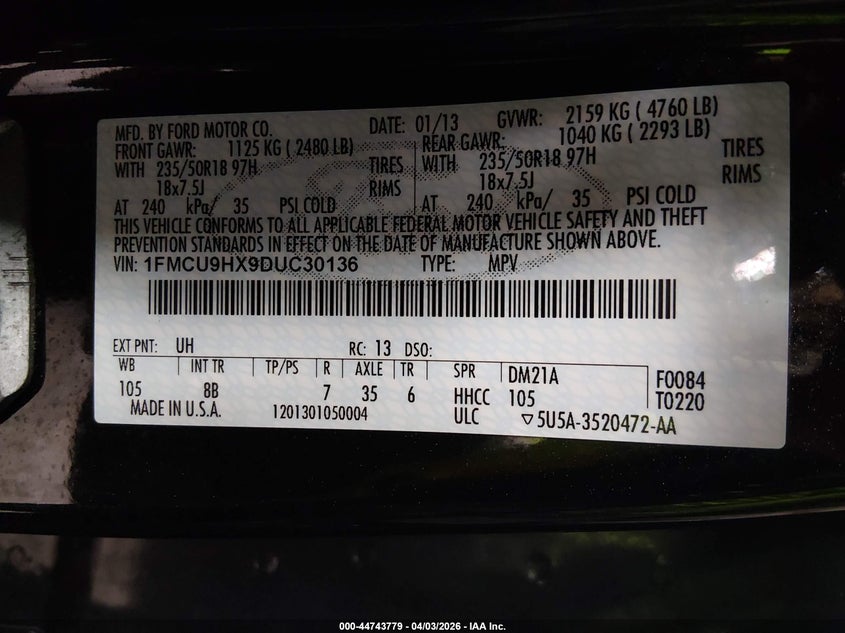 MFD. BY FORD MOTOR CO. DATE: 01/13 GVWR: 2159 KG ( 4760 LB)
FRONT GAWR: 1125 KG ( 2480 LB) REAR GAWR: 1040 KG ( 2293 LB)
WITH 235/50R18 97H TIRES WITH 235/50R18 97H TIRES
18x7.5J RIMS 18x7.5J RIMS
AT 240 kPa/ 35 PSI COLD AT 240 kPa/ 35 PSI COLD
THIS VEHICLE CONFORMS TO ALL APPLICABLE FEDERAL MOTOR VEHICLE SAFETY AND THEFT
PREVENTION STANDARDS IN EFFECT ON THE DATE OF MANUFACTURE SHOWN ABOVE.
VIN: 1FMCU9HX9DUC30136 TYPE: MPV
EXT PNT: UH RC: 13 DSO:
WB INT TR TP/PS R AXLE TR SPR DM21A F0084
105 8B 7 35 6 HHCC 105 T0220
MADE IN U.S.A. 1201301050004 ULC ▽5U5A-3520472-AA
000-44743779 - 04/03/2026 - IAA Inc.